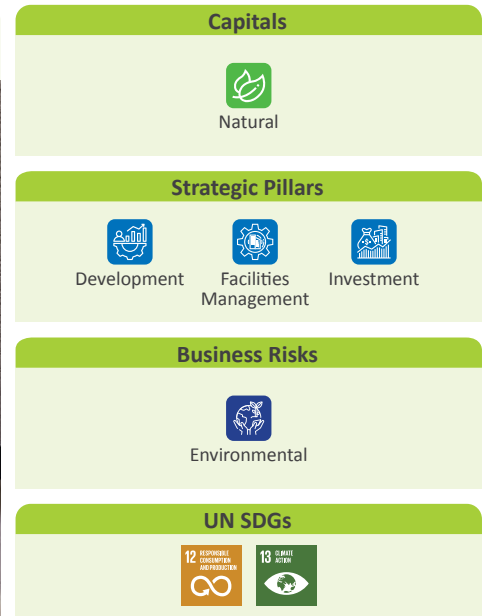 Capitals
Natural
Strategic Pillars
Development
Facilities
Management
Investment
Business Risks
Environmental
UN SDGs
12 RESPONSIBLE
CONSUMPTION
AND PRODUCTION
13 CLIMATE
ACTION